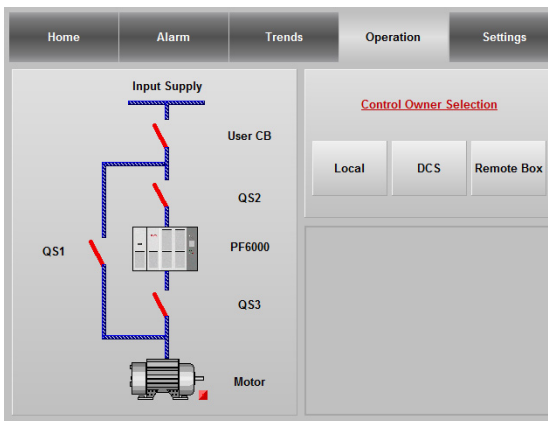 Home Alarm Trends Operation Settings
Input Supply
User CB
QS2
QS1
PF6000
QS3
Motor
Control Owner Selection
Local DCS Remote Box